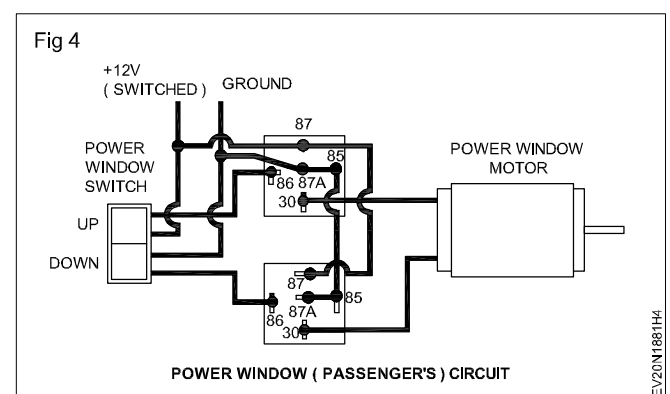 Fig 4
+12V
( SWITCHED )
GROUND
87
POWER
WINDOW
SWITCH
85
POWER WINDOW
MOTOR
86
87A
30
UP
DOWN
87
85
86
87A
30
POWER WINDOW ( PASSENGER'S ) CIRCUIT
EV20N1881H4